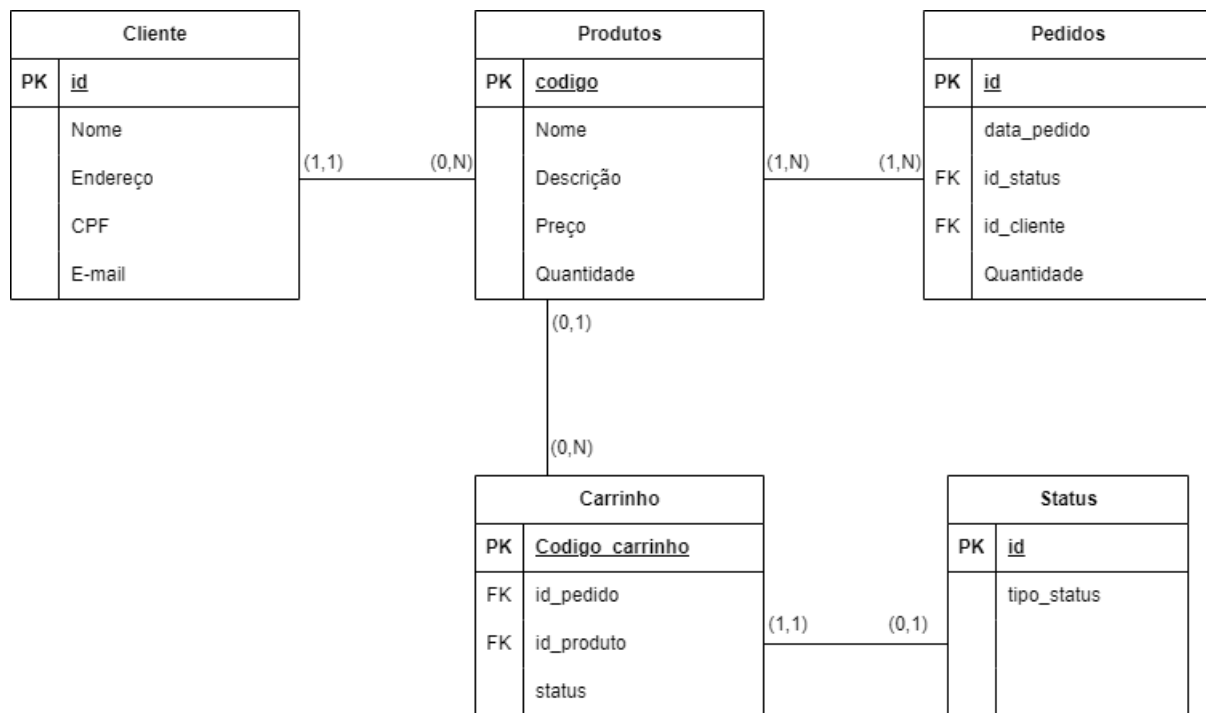 Cliente
PK id
Nome
Endereço
CPF
E-mail
(1,1) (0,N)
Produtos
PK codigo
Nome
Descrição
Preço
Quantidade
(1,N) (1,N)
Pedidos
PK id
data_pedido
FK id_status
FK id_cliente
Quantidade
(0,1)
(0,N)
Carrinho
PK Codigo_carrinho
FK id_pedido
FK id_produto
status
(1,1) (0,1)
Status
PK id
tipo_status